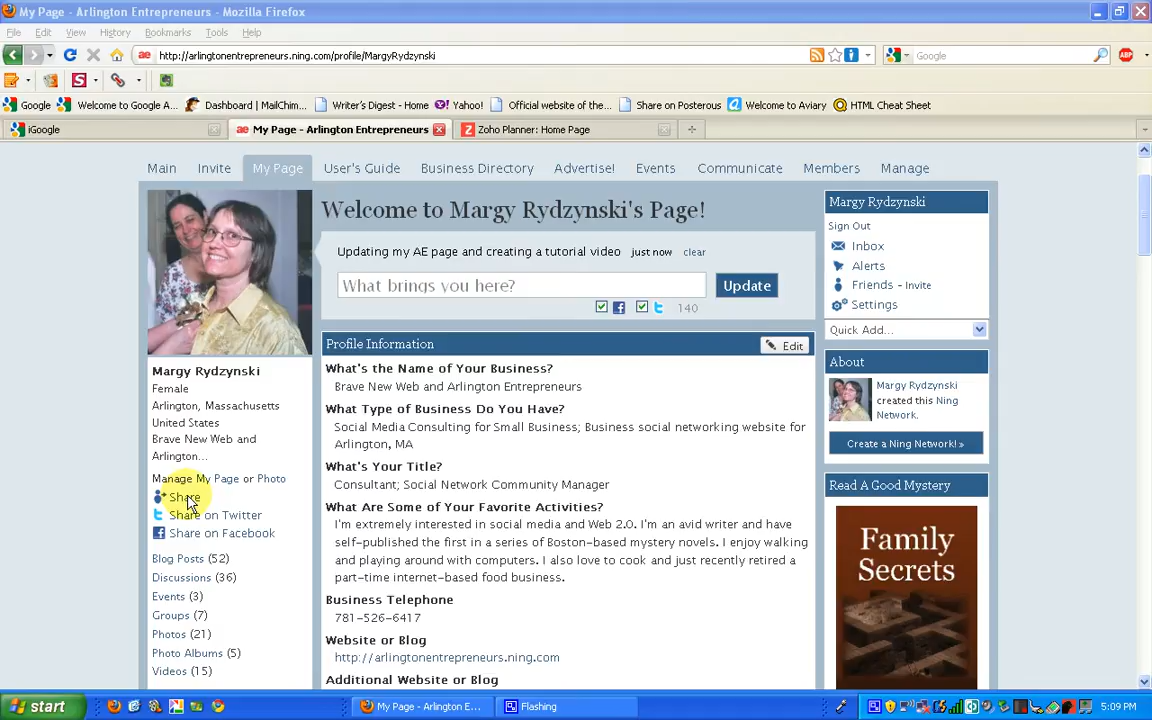 My Page - Arlington Entrepreneurs - Mozilla Firefox
File Edit View History Bookmarks Tools Help
http://arlingtonentrepreneurs.ning.com/profile/MargyRydzynski
Google
ABP
Google Welcome to Google A... Dashboard | MailChim... Writer's Digest - Home Yahoo! Official website of the... Share on Posterous Welcome to Aviary HTML Cheat Sheet
iGoogle ae My Page - Arlington Entrepreneurs Zoho Planner: Home Page
Main Invite My Page User's Guide Business Directory Advertise! Events Communicate Members Manage
Welcome to Margy Rydzynski's Page!
Updating my AE page and creating a tutorial video just now clear
What brings you here? Update
140
Profile Information Edit
What's the Name of Your Business?
Brave New Web and Arlington Entrepreneurs
What Type of Business Do You Have?
Social Media Consulting for Small Business; Business social networking website for
Arlington, MA
What's Your Title?
Consultant; Social Network Community Manager
What Are Some of Your Favorite Activities?
I'm extremely interested in social media and Web 2.0. I'm an avid writer and have
self-published the first in a series of Boston-based mystery novels. I enjoy walking
and playing around with computers. I also love to cook and just recently retired a
part-time internet-based food business.
Business Telephone
781-526-6417
Website or Blog
http://arlingtonentrepreneurs.ning.com
Additional Website or Blog
Margy Rydzynski
Female
Arlington, Massachusetts
United States
Brave New Web and
Arlington...
Manage My Page or Photo
Share
Share on Twitter
Share on Facebook
Blog Posts (52)
Discussions (36)
Events (3)
Groups (7)
Photos (21)
Photo Albums (5)
Videos (15)
Margy Rydzynski
Sign Out
Inbox
Alerts
Friends - Invite
Settings
Quick Add...
About
Margy Rydzynski
created this Ning
Network.
Create a Ning Network! »
Read A Good Mystery
Family
Secrets
start My Page - Arlington E... Flashing 5:09 PM